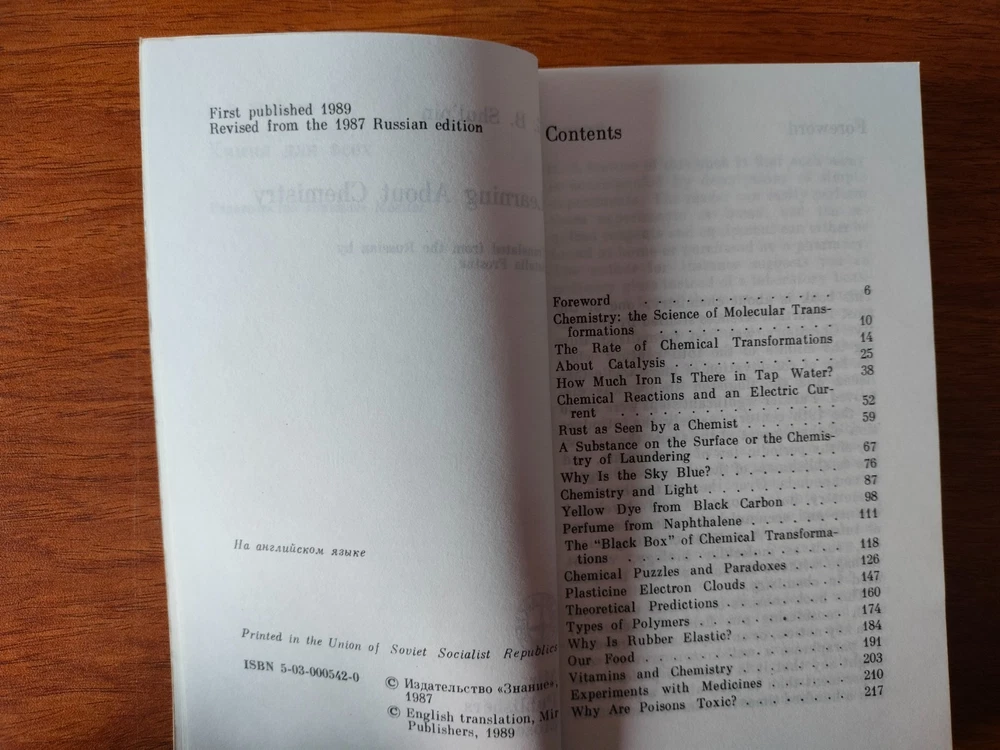 First published 1989
Revised from the 1987 Russian edition
На английском языке
Printed in the Union of Soviet Socialist Republics
ISBN 5-03-000542-0
© Издательство «Знание»,
1987
© English translation, Mir
Publishers, 1989
Contents
Foreword . . . . . . . . . . . . . 6
Chemistry: the Science of Molecular Trans-
formations . . . . . . . . . . . . 10
The Rate of Chemical Transformations 14
About Catalysis . . . . . . . . . . . 25
How Much Iron Is There in Tap Water? 38
Chemical Reactions and an Electric Cur-
rent . . . . . . . . . . . . . . 52
Rust as Seen by a Chemist . . . . . . . 59
A Substance on the Surface or the Chemis-
try of Laundering . . . . . . . . . 67
Why Is the Sky Blue? . . . . . . . . . 76
Chemistry and Light . . . . . . . . . 87
Yellow Dye from Black Carbon . . . . 98
Perfume from Naphthalene . . . . . . . 111
The “Black Box” of Chemical Transforma-
tions . . . . . . . . . . . . . . 118
Chemical Puzzles and Paradoxes . . . . 126
Plasticine Electron Clouds . . . . . . . 147
Theoretical Predictions . . . . . . . . . 160
Types of Polymers . . . . . . . . . . 174
Why Is Rubber Elastic? . . . . . . . . 184
Our Food . . . . . . . . . . . . . 191
Vitamins and Chemistry . . . . . . . . 203
Experiments with Medicines . . . . . . 210
Why Are Poisons Toxic? . . . . . . . 217